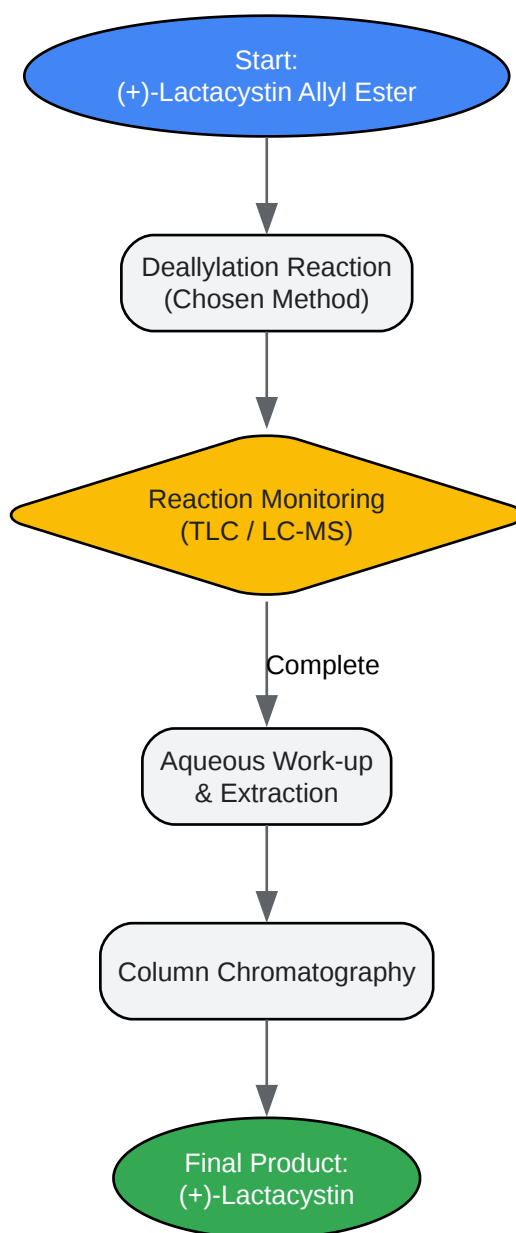 Start:
(+)-Lactacystin Allyl Ester
Deallylation Reaction
(Chosen Method)
Reaction Monitoring
(TLC / LC-MS)
Complete
Aqueous Work-up
& Extraction
Column Chromatography
Final Product:
(+)-Lactacystin